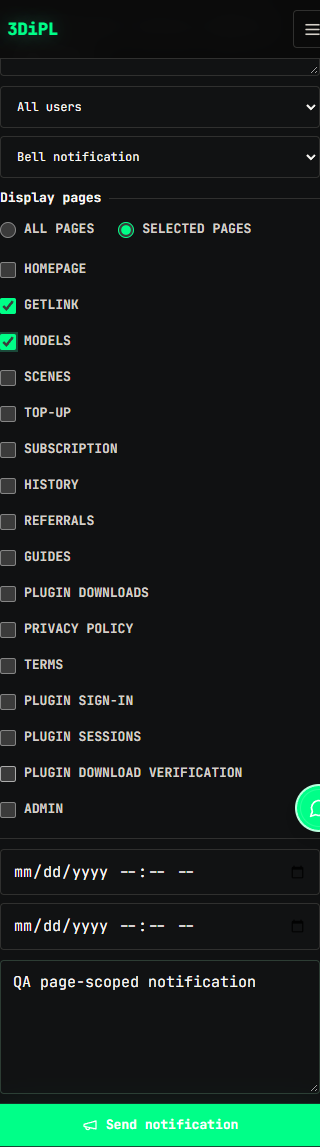 3DiPL
All users
Bell notification
Display pages
ALL PAGES SELECTED PAGES
HOMEPAGE
GETLINK
MODELS
SCENES
TOP-UP
SUBSCRIPTION
HISTORY
REFERRALS
GUIDES
PLUGIN DOWNLOADS
PRIVACY POLICY
TERMS
PLUGIN SIGN-IN
PLUGIN SESSIONS
PLUGIN DOWNLOAD VERIFICATION
ADMIN
mm/dd/yyyy --:-- --
mm/dd/yyyy --:-- --
QA page-scoped notification
Send notification